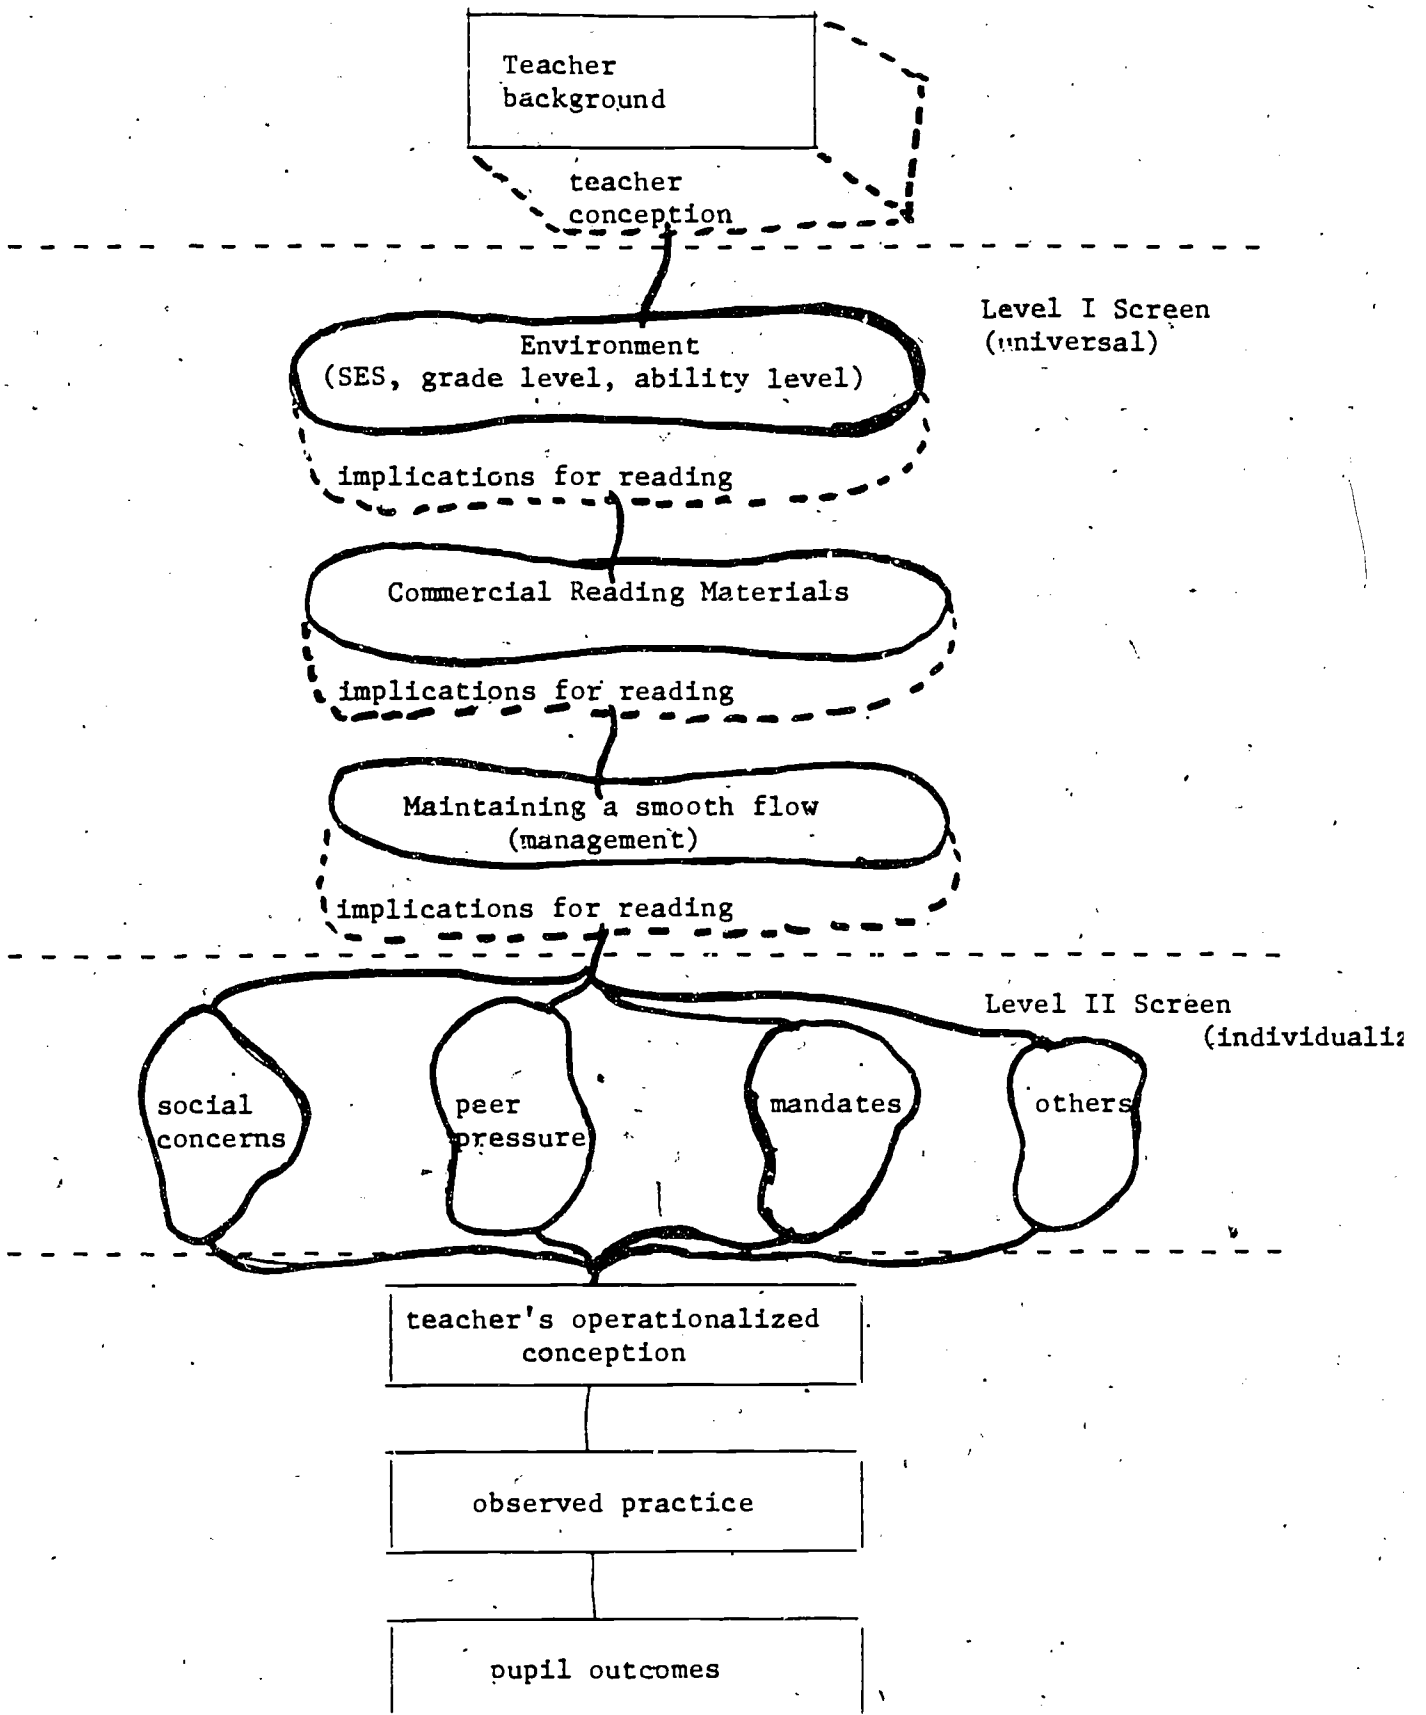 Teacher
background
teacher
conception
Level I Screen
(universal)
Environment
(SES, grade level, ability level)
implications for reading
Commercial Reading Materials
implications for reading
Maintaining a smooth flow
(management)
implications for reading
Level II Screen
(individualiz
social
concerns
peer
pressure
mandates
others
teacher's operationalized
conception
observed practice
pupil outcomes